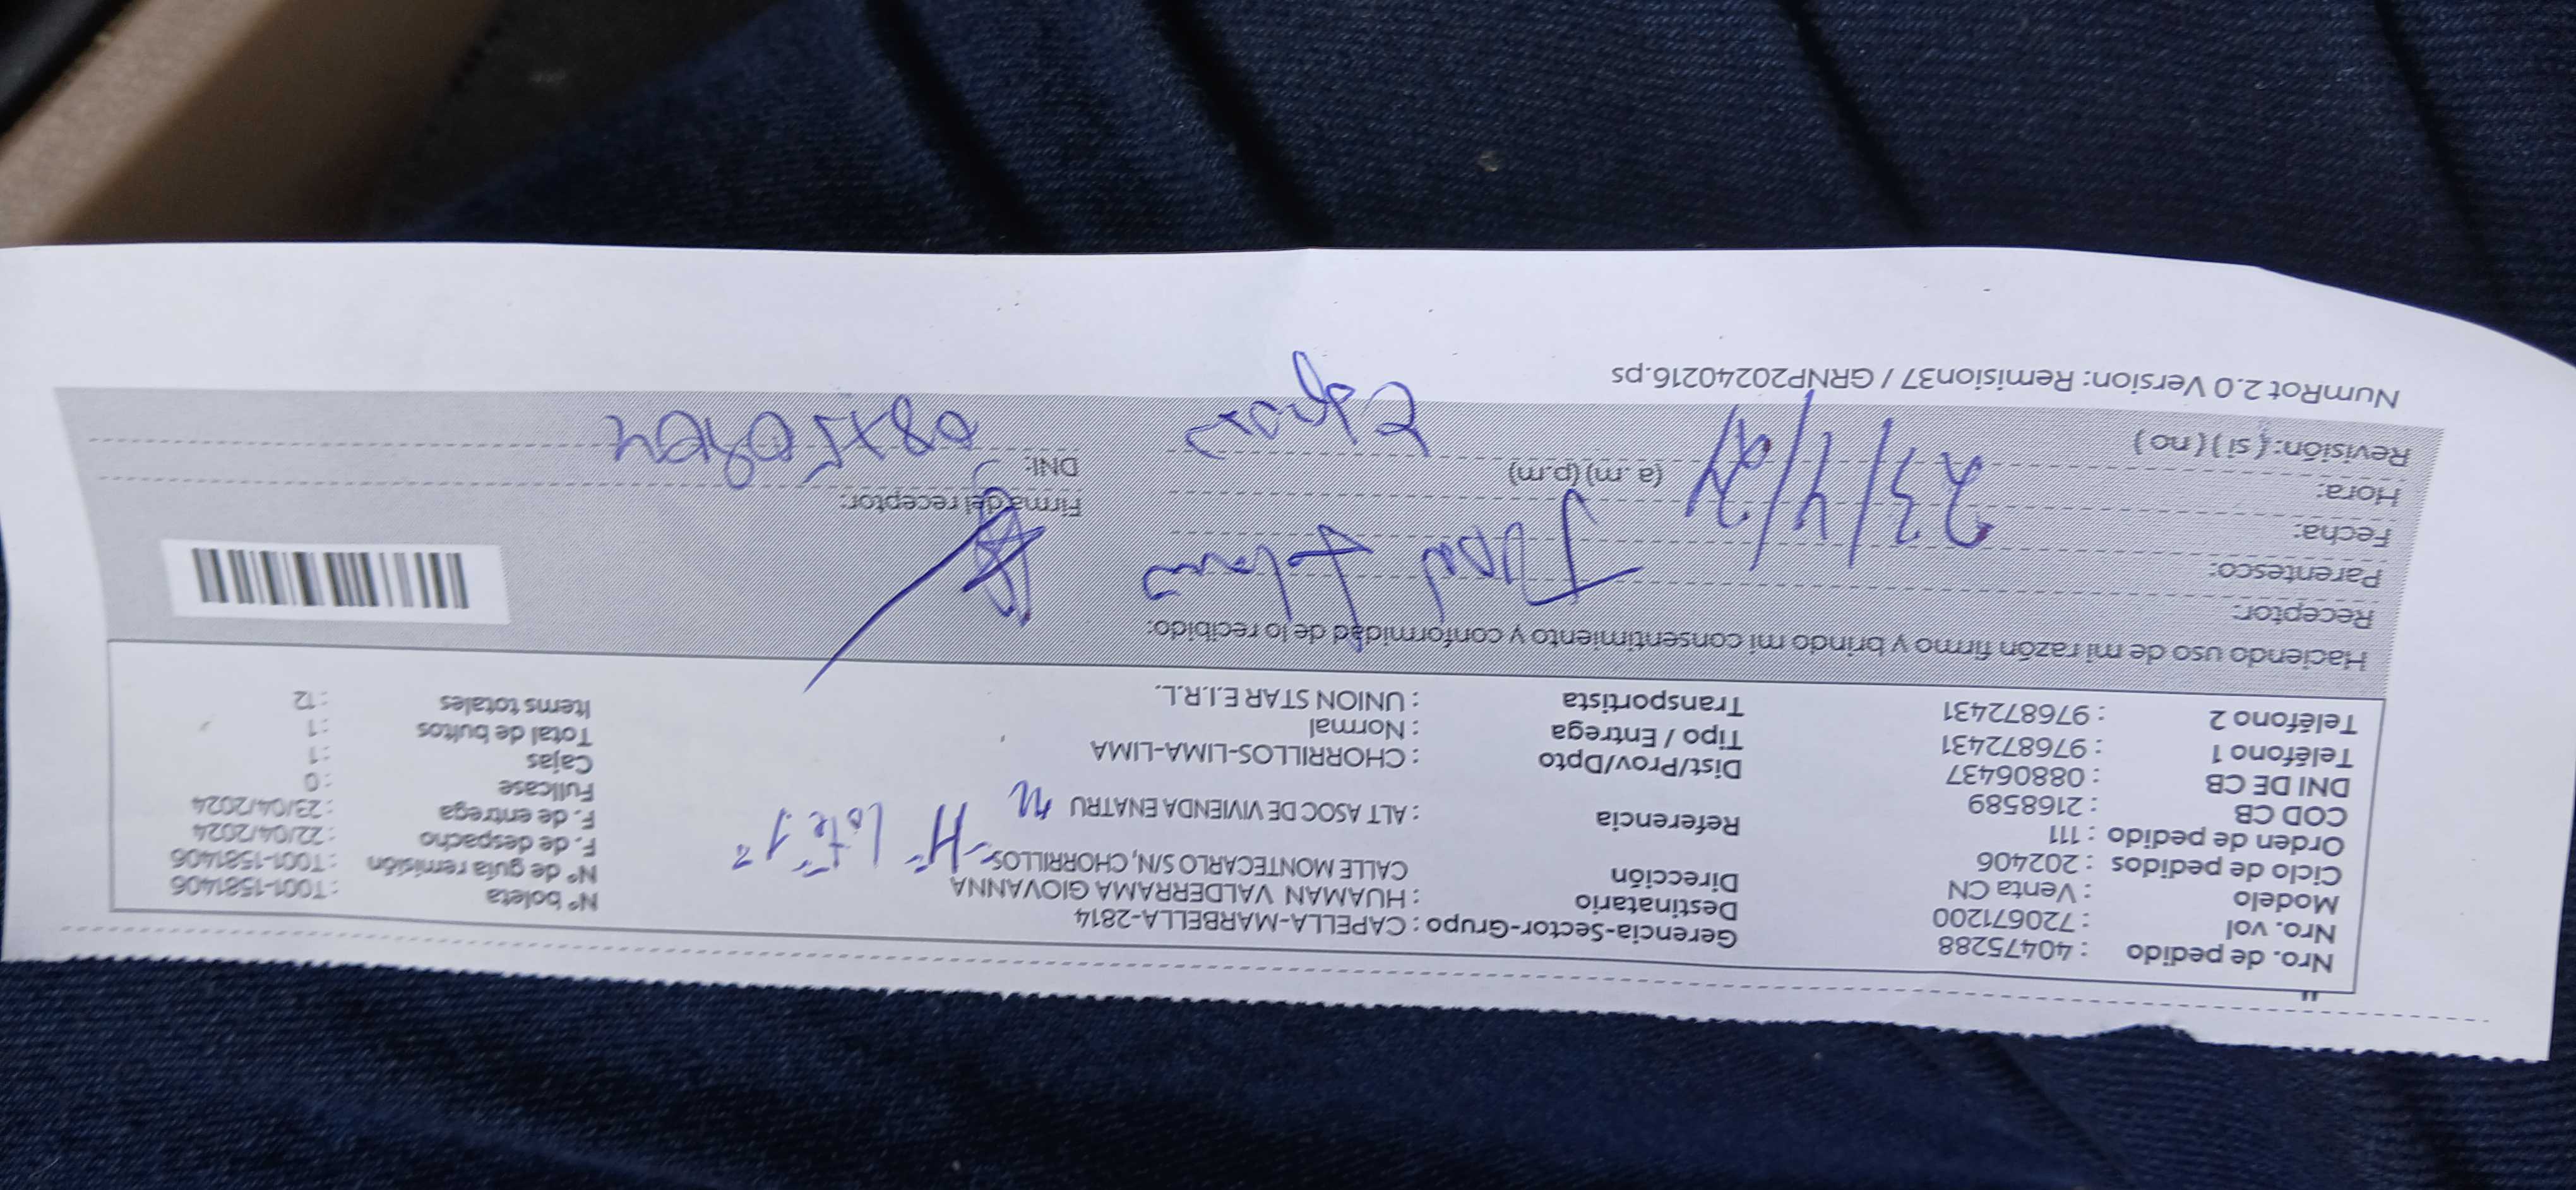 Nro. de pedido : 40475288 Gerencia-Sector-Grupo : CAPELLA-MARBELLA-2814 N° boleta : T001-1581406
Nro. vol : 720671200 Destinatario : HUAMAN VALDERRAMA GIOVANNA N° de guía remisión : T001-1581406
Modelo : Venta CN Dirección CALLE MONTECARLO S/N, CHORRILLOS F. de despacho : 22/04/2024
Ciclo de pedidos : 202406 F. de entrega : 23/04/2024
Orden de pedido : 111 Referencia : ALT ASOC DE VIVIENDA ENATRU Fullcase : 0
H Lote 1
COD CB : 2168589 Dist/Prov/Dpto : CHORRILLOS-LIMA-LIMA Cajas : 1
DNI DE CB : 08806437 Tipo / Entrega : Normal Total de bultos : 1
Teléfono 1 : 976872431 Transportista : UNION STAR E.I.R.L. Items totales : 12
Teléfono 2 : 976872431
Haciendo uso de mi razón firmo y brindo mi consentimiento y conformidad de lo recibido:
Receptor:
Parentesco:
Fecha: 23/4/24
Hora: (a.m) (p.m) Firma del receptor:
Revisión: ( si ) ( no ) DNI:
NumRot 2.0 Version: Remision37 / GRNP20240216.ps